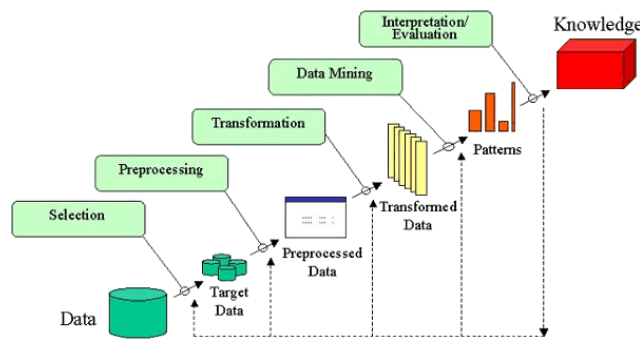 Interpretation/
Evaluation
Knowledge
Data Mining
Transformation
Patterns
Preprocessing
Transformed
Data
Selection
Preprocessed
Data
Target
Data
Data